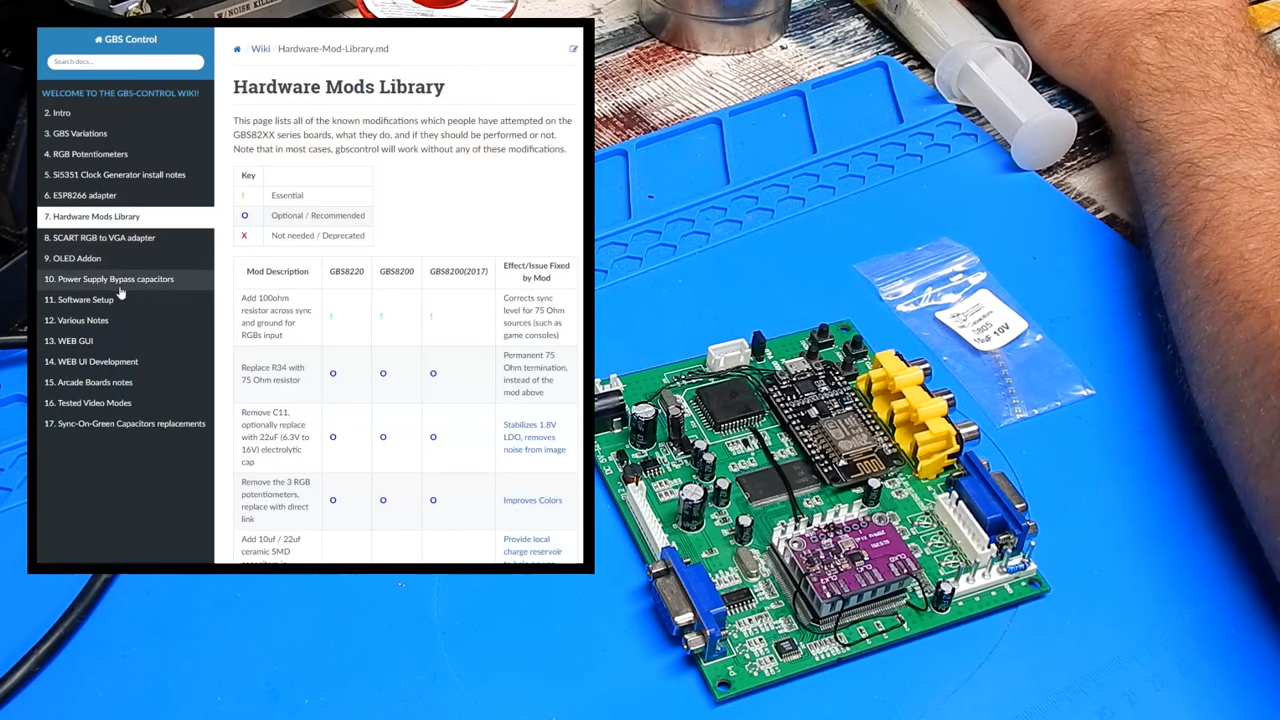 W/NOISE KILLER
GBS Control
Search docs...
WELCOME TO THE GBS-CONTROL WIKI!
2. Intro
3. GBS Variations
4. RGB Potentiometers
5. Si5351 Clock Generator install notes
6. ESP8266 adapter
7. Hardware Mods Library
8. SCART RGB to VGA adapter
9. OLED Addon
10. Power Supply Bypass capacitors
11. Software Setup
12. Various Notes
13. WEB GUI
14. WEB UI Development
15. Arcade Boards notes
16. Tested Video Modes
17. Sync-On-Green Capacitors replacements
Wiki / Hardware-Mod-Library.md
Hardware Mods Library
This page lists all of the known modifications which people have attempted on the
GBS82XX series boards, what they do, and if they should be performed or not.
Note that in most cases, gbscontrol will work without any of these modifications.
Key
! Essential
O Optional / Recommended
X Not needed / Deprecated
Mod Description GBS8220 GBS8200 GBS8200(2017) Effect/Issue Fixed
by Mod
Add 100ohm
resistor across sync
and ground for
RGBs input
! ! !
Corrects sync
level for 75 Ohm
sources (such as
game consoles)
Replace R34 with
75 Ohm resistor
O O O
Permanent 75
Ohm termination,
instead of the
mod above
Remove C11,
optionally replace
with 22uF (6.3V to
16V) electrolytic
cap
O O O
Stabilizes 1.8V
LDO, removes
noise from image
Remove the 3 RGB
potentiometers,
replace with direct
link
O O O
Improves Colors
Add 10uf / 22uf
ceramic SMD
Provide local
charge reservoir
0805
10uF 10V
P4